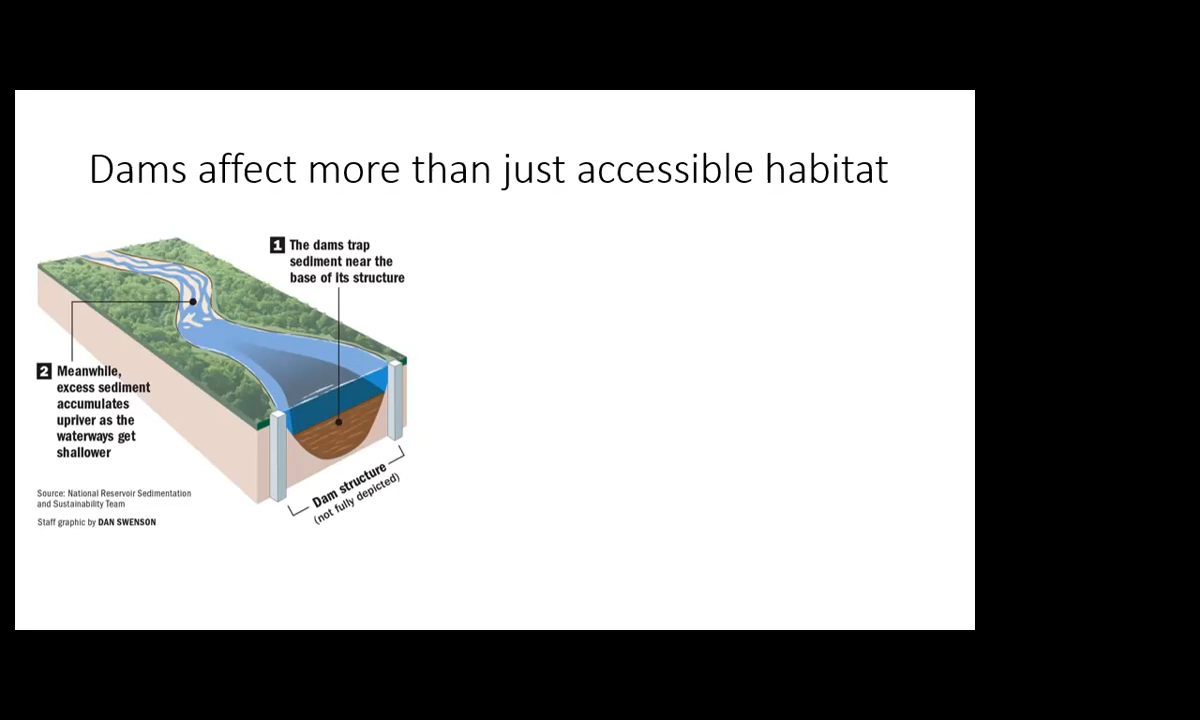 Dams affect more than just accessible habitat
1 The dams trap
sediment near the
base of its structure
2 Meanwhile,
excess sediment
accumulates
upriver as the
waterways get
shallower
Dam structure
(not fully depicted)
Source: National Reservoir Sedimentation
and Sustainability Team
Staff graphic by DAN SWENSON